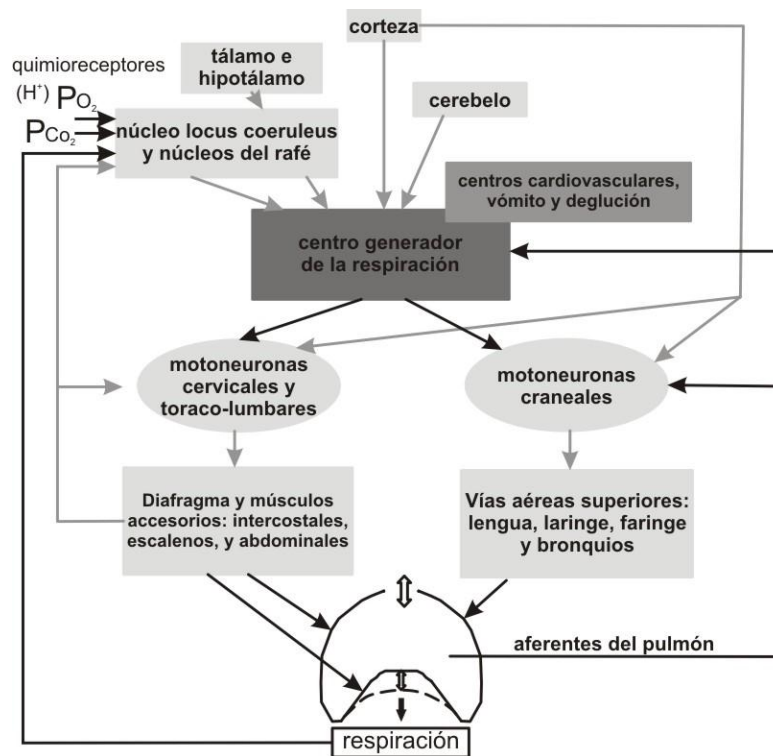 corteza
tálamo e
hipotálamo
quimioreceptores
(H⁺) PO₂
PCo₂
cerebelo
núcleo locus coeruleus
y núcleos del rafé
centros cardiovasculares,
vómito y deglución
centro generador
de la respiración
motoneuronas
cervicales y
toraco-lumbares
motoneuronas
craneales
Diafragma y músculos
accesorios: intercostales,
escalenos, y abdominales
Vías aéreas superiores:
lengua, laringe, faringe
y bronquios
aferentes del pulmón
respiración